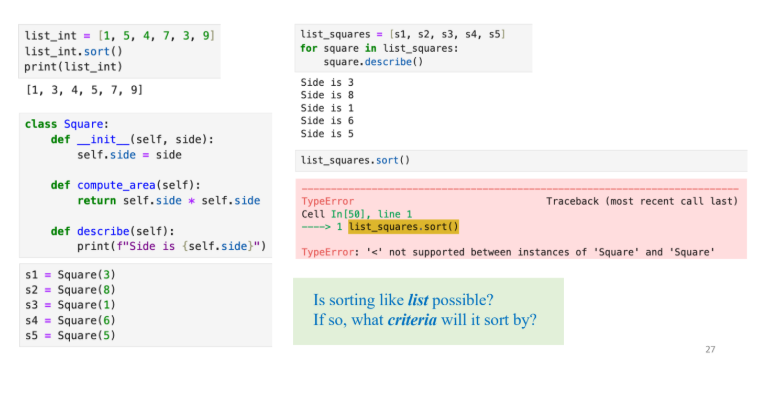 list_int = [1, 5, 4, 7, 3, 9]
list_int.sort()
print(list_int)
[1, 3, 4, 5, 7, 9]
class Square:
    def __init__(self, side):
        self.side = side
    def compute_area(self):
        return self.side * self.side
    def describe(self):
        print(f"Side is {self.side}")
s1 = Square(3)
s2 = Square(8)
s3 = Square(1)
s4 = Square(6)
s5 = Square(5)
list_squares = [s1, s2, s3, s4, s5]
for square in list_squares:
    square.describe()
Side is 3
Side is 8
Side is 1
Side is 6
Side is 5
list_squares.sort()
---------------------------------------------------------------------------
TypeError                                 Traceback (most recent call last)
Cell In[50], line 1
----> 1 list_squares.sort()
TypeError: '<' not supported between instances of 'Square' and 'Square'
Is sorting like list possible?
If so, what criteria will it sort by?
27